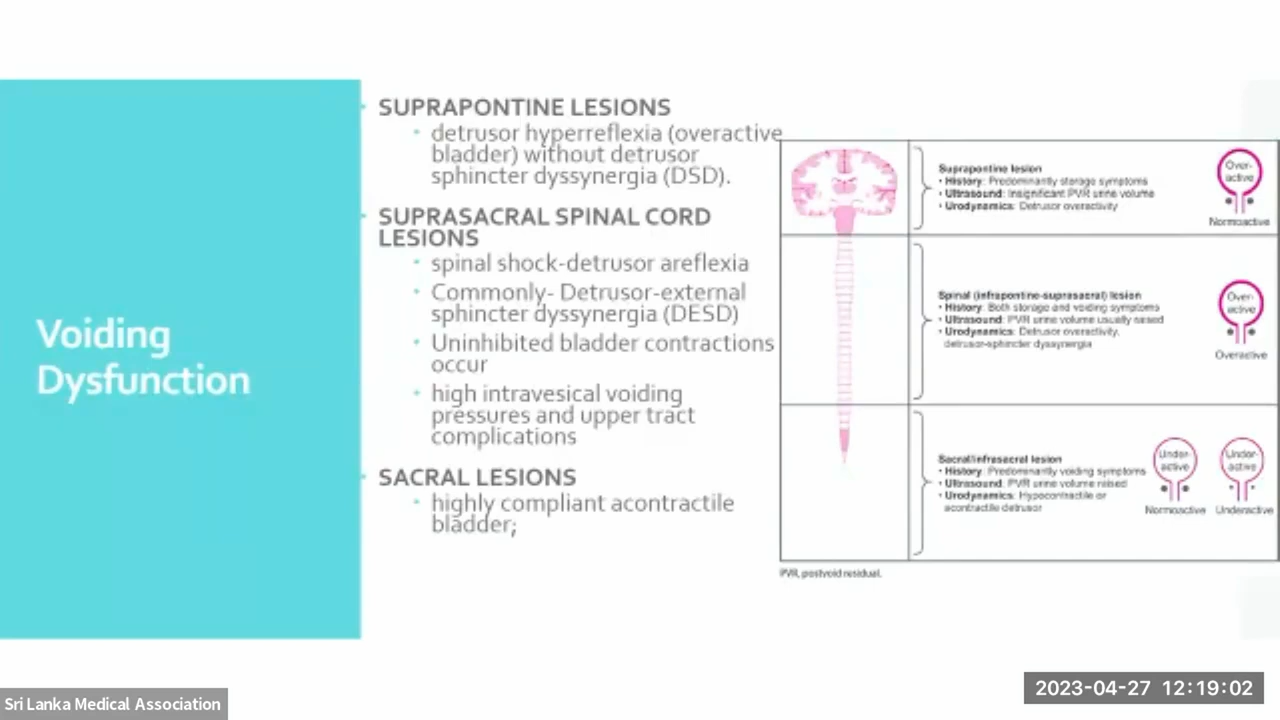 Voiding
Dysfunction
SUPRAPONTINE LESIONS
• detrusor hyperreflexia (overactive
bladder) without detrusor
sphincter dyssynergia (DSD).
SUPRASACRAL SPINAL CORD
LESIONS
• spinal shock-detrusor areflexia
• Commonly- Detrusor-external
sphincter dyssynergia (DESD)
• Uninhibited bladder contractions
occur
• high intravesical voiding
pressures and upper tract
complications
SACRAL LESIONS
• highly compliant acontractile
bladder;
Suprapontine lesion
• History: Predominantly storage symptoms
• Ultrasound: Insignificant PVR urine volume
• Urodynamics: Detrusor overactivity
Over-
active
Normoactive
Spinal (infrapontine-suprasacral) lesion
• History: Both storage and voiding symptoms
• Ultrasound: PVR urine volume usually raised
• Urodynamics: Detrusor overactivity,
detrusor-sphincter dyssynergia
Over-
active
Overactive
Sacral/infrasacral lesion
• History: Predominantly voiding symptoms
• Ultrasound: PVR urine volume raised
• Urodynamics: Hypocontractile or
acontractile detrusor
Under-
active
Normoactive
Under-
active
Underactive
PVR, postvoid residual.
2023-04-27 12:19:02
Sri Lanka Medical Association